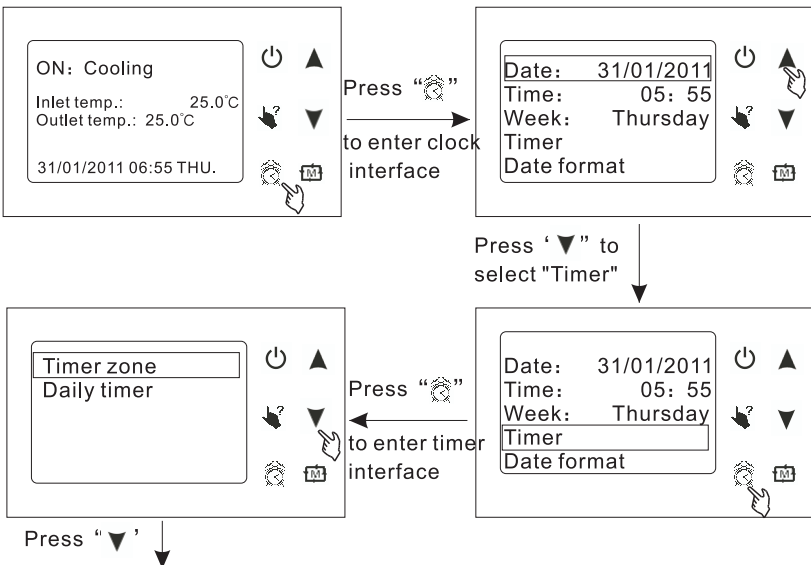 ON: Cooling
Inlet temp.: 25.0°C
Outlet temp.: 25.0°C
31/01/2011 06:55 THU.
?
M
Press “ ”
to enter clock
interface
Date: 31/01/2011
Time: 05: 55
Week: Thursday
Timer
Date format
?
M
Press ‘▼” to
select "Timer"
Date: 31/01/2011
Time: 05: 55
Week: Thursday
Timer
Date format
?
M
Press “ ”
to enter timer
interface
Timer zone
Daily timer
?
M
Press “▼’